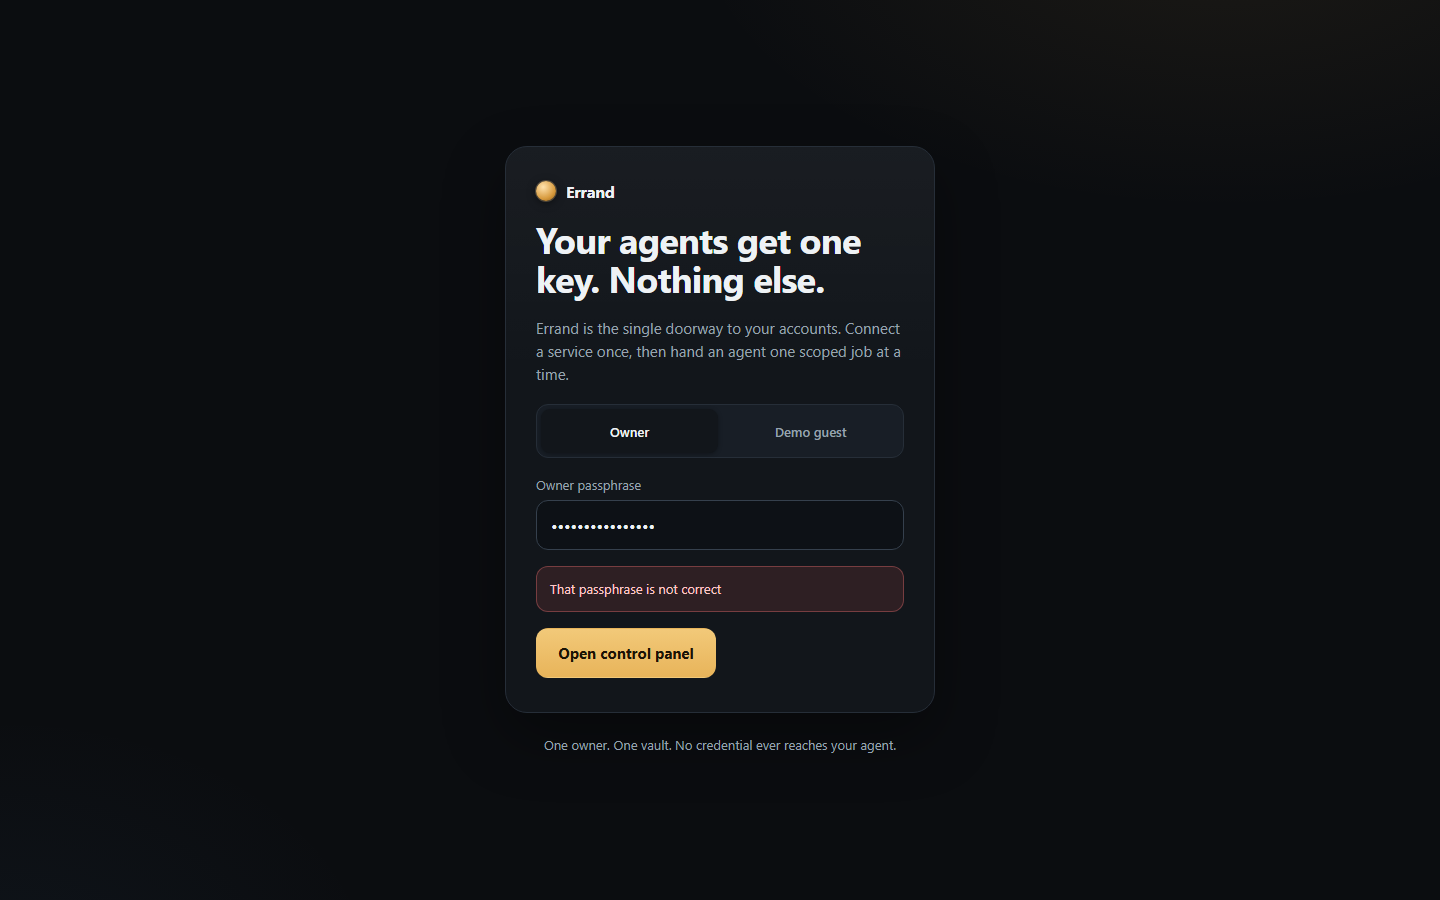 Errand
Your agents get one
key. Nothing else.
Errand is the single doorway to your accounts. Connect
a service once, then hand an agent one scoped job at a
time.
Owner
Demo guest
Owner passphrase
••••••••••••••••
That passphrase is not correct
Open control panel
One owner. One vault. No credential ever reaches your agent.